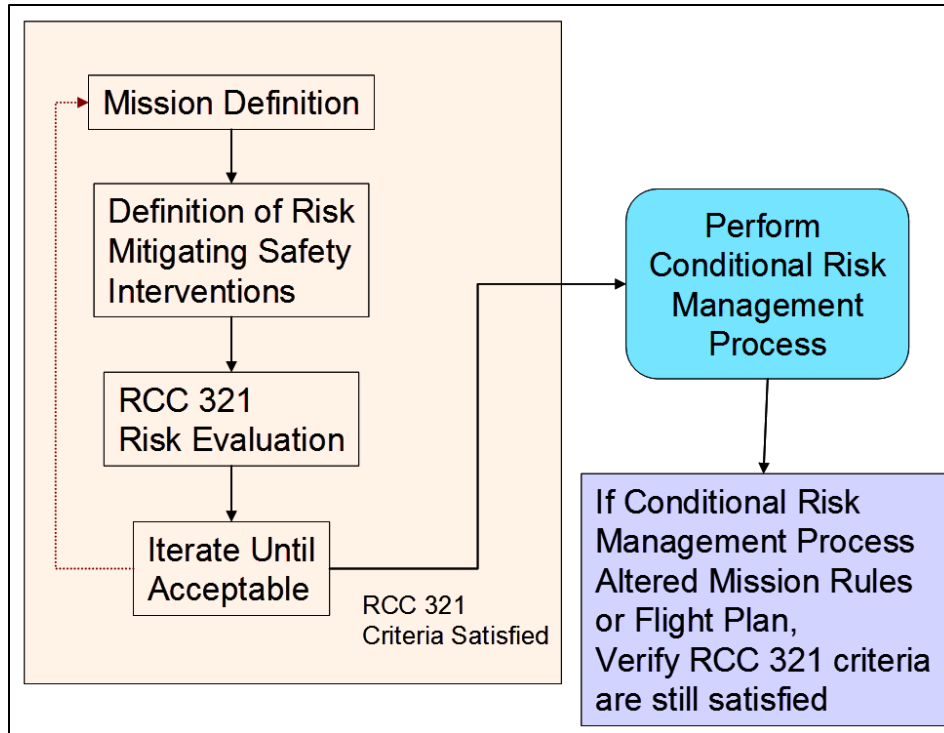 Mission Definition
Definition of Risk
Mitigating Safety
Interventions
RCC 321
Risk Evaluation
Iterate Until
Acceptable
RCC 321
Criteria Satisfied
Perform
Conditional Risk
Management
Process
If Conditional Risk
Management Process
Altered Mission Rules
or Flight Plan,
Verify RCC 321 criteria
are still satisfied